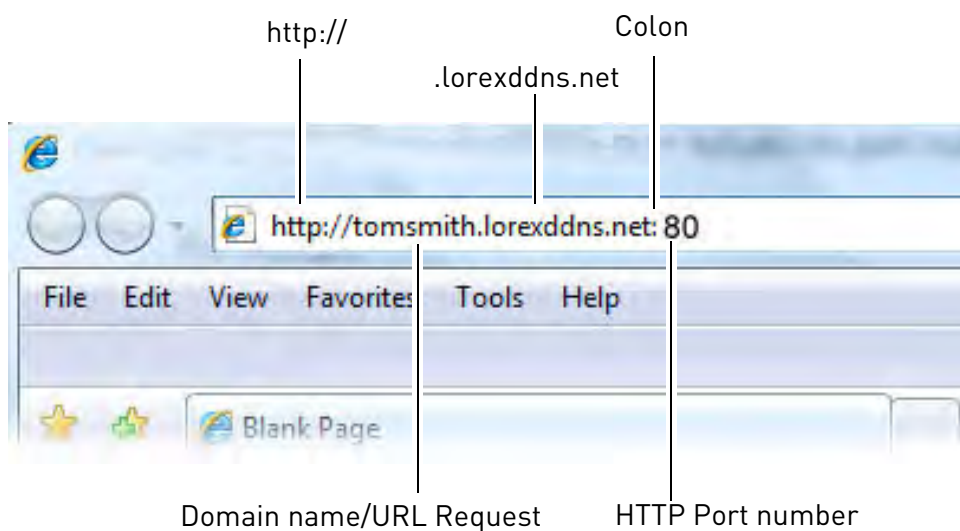 http://
Colon
.lorexddns.net
http://tomsmith.lorexddns.net: 80
File Edit View Favorites Tools Help
Blank Page
Domain name/URL Request
HTTP Port number